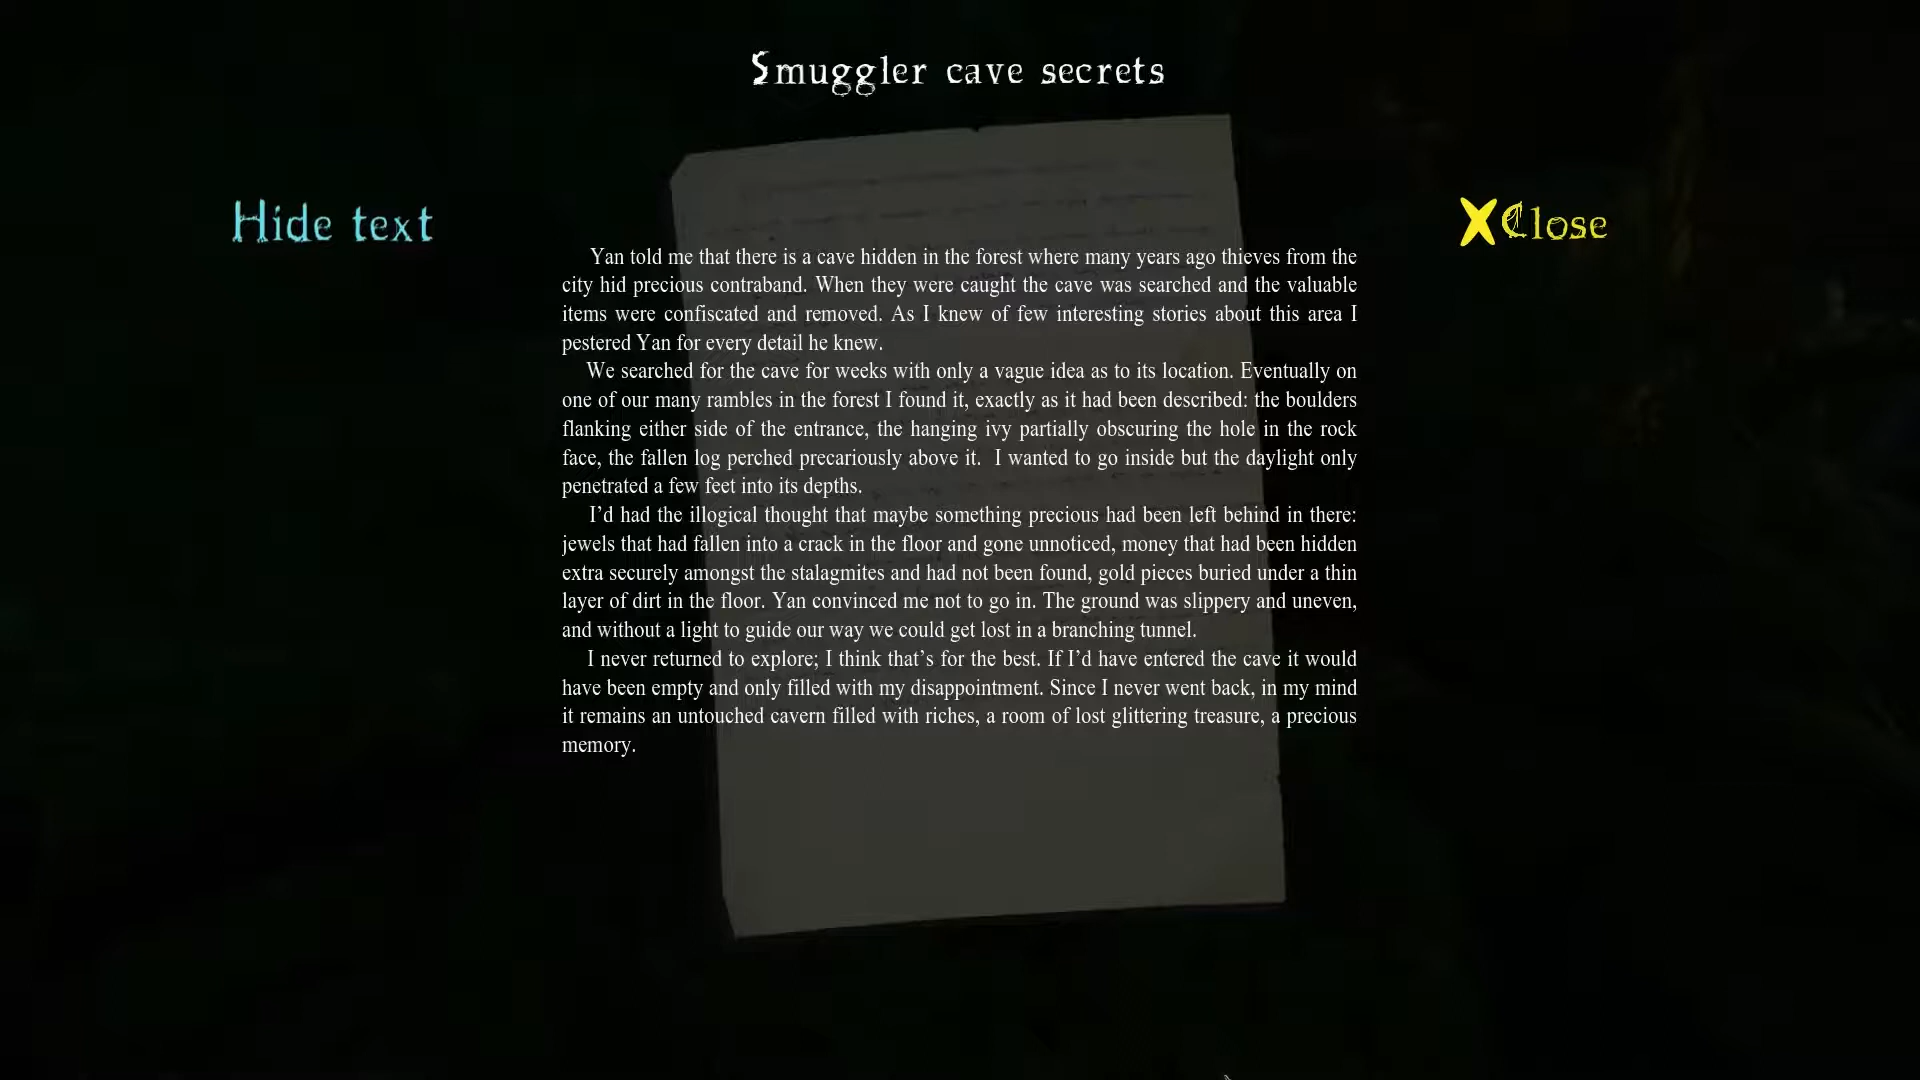 Smuggler cave secrets
Hide text
XClose
Yan told me that there is a cave hidden in the forest where many years ago thieves from the
city hid precious contraband. When they were caught the cave was searched and the valuable
items were confiscated and removed. As I knew of few interesting stories about this area I
pestered Yan for every detail he knew.
We searched for the cave for weeks with only a vague idea as to its location. Eventually on
one of our many rambles in the forest I found it, exactly as it had been described: the boulders
flanking either side of the entrance, the hanging ivy partially obscuring the hole in the rock
face, the fallen log perched precariously above it.  I wanted to go inside but the daylight only
penetrated a few feet into its depths.
I’d had the illogical thought that maybe something precious had been left behind in there:
jewels that had fallen into a crack in the floor and gone unnoticed, money that had been hidden
extra securely amongst the stalagmites and had not been found, gold pieces buried under a thin
layer of dirt in the floor. Yan convinced me not to go in. The ground was slippery and uneven,
and without a light to guide our way we could get lost in a branching tunnel.
I never returned to explore; I think that’s for the best. If I’d have entered the cave it would
have been empty and only filled with my disappointment. Since I never went back, in my mind
it remains an untouched cavern filled with riches, a room of lost glittering treasure, a precious
memory.